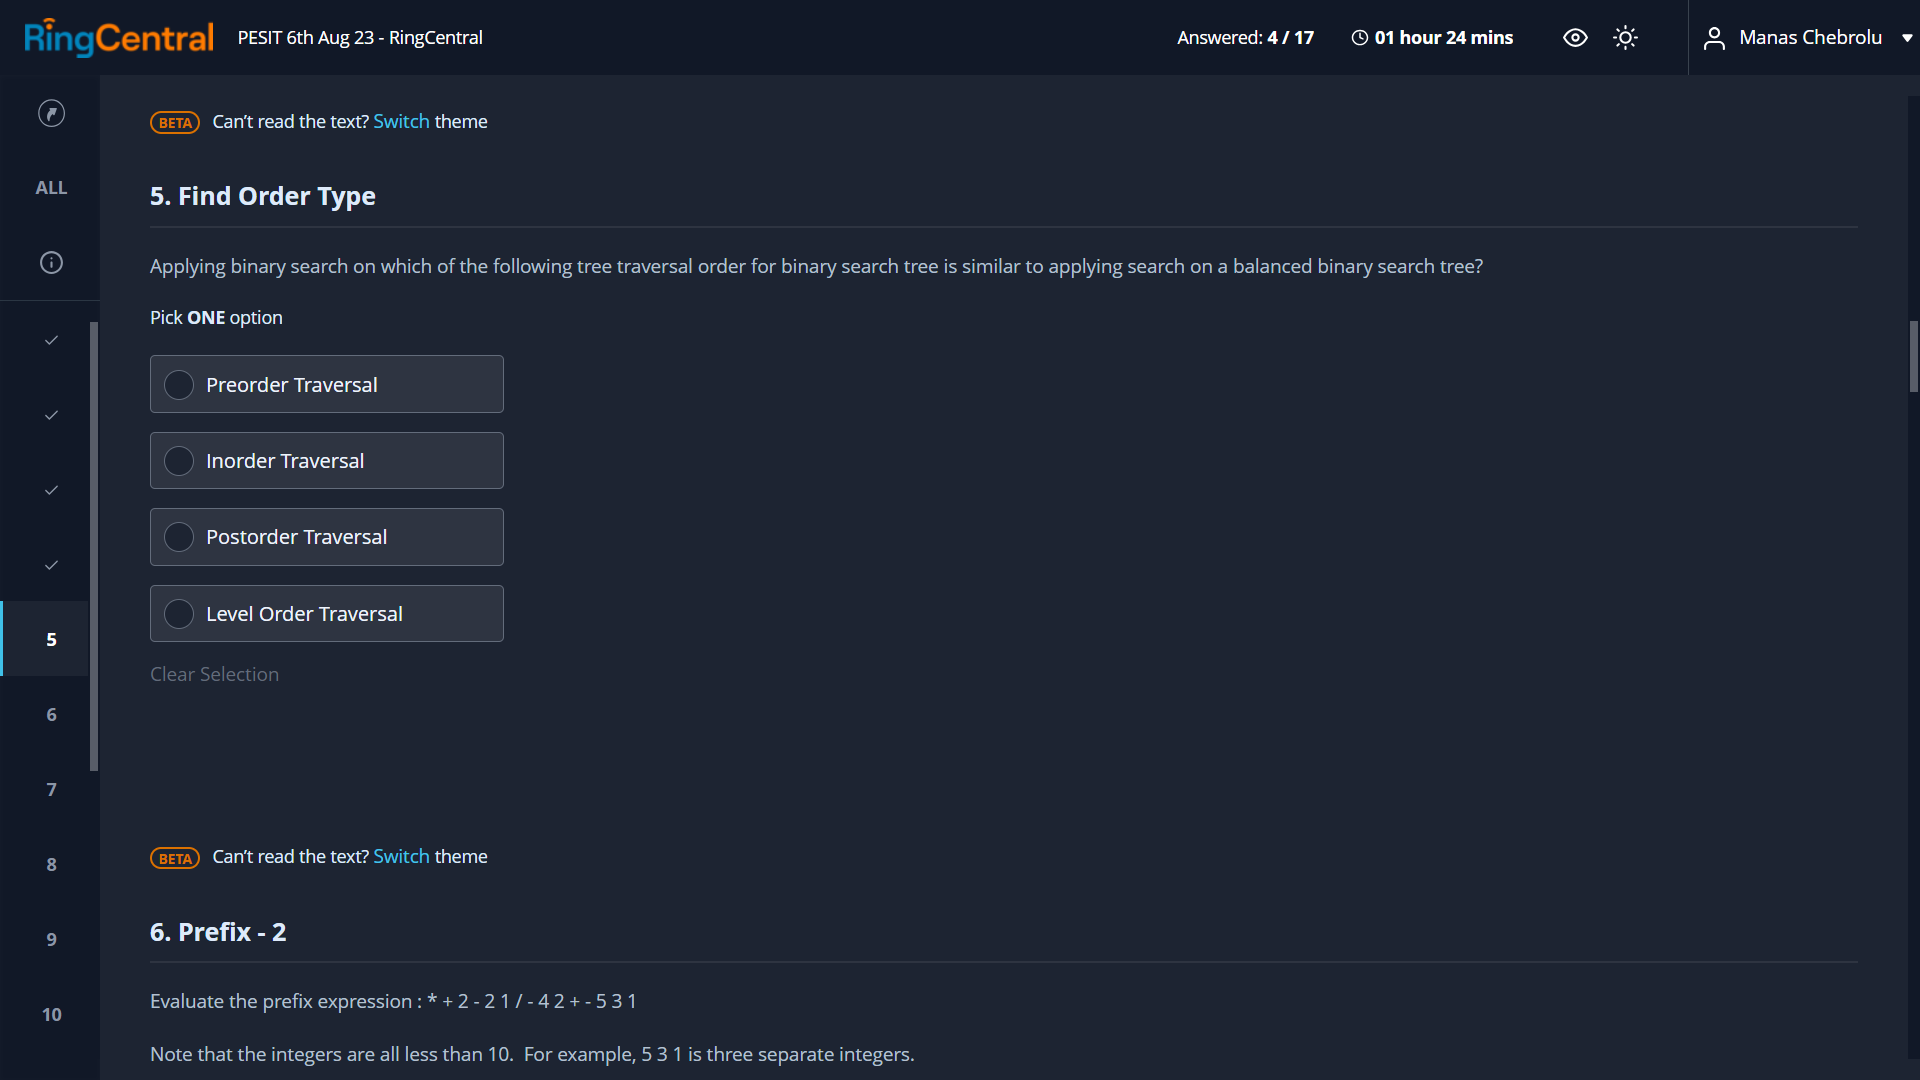 RingCentral PESIT 6th Aug 23 - RingCentral Answered: 4 / 17 01 hour 24 mins Manas Chebrolu
BETA Can't read the text? Switch theme
ALL
5. Find Order Type
Applying binary search on which of the following tree traversal order for binary search tree is similar to applying search on a balanced binary search tree?
Pick ONE option
Preorder Traversal
Inorder Traversal
Postorder Traversal
Level Order Traversal
Clear Selection
5
6
7
8
9
10
BETA Can't read the text? Switch theme
6. Prefix - 2
Evaluate the prefix expression : * + 2 - 2 1 / - 4 2 + - 5 3 1
Note that the integers are all less than 10.  For example, 5 3 1 is three separate integers.